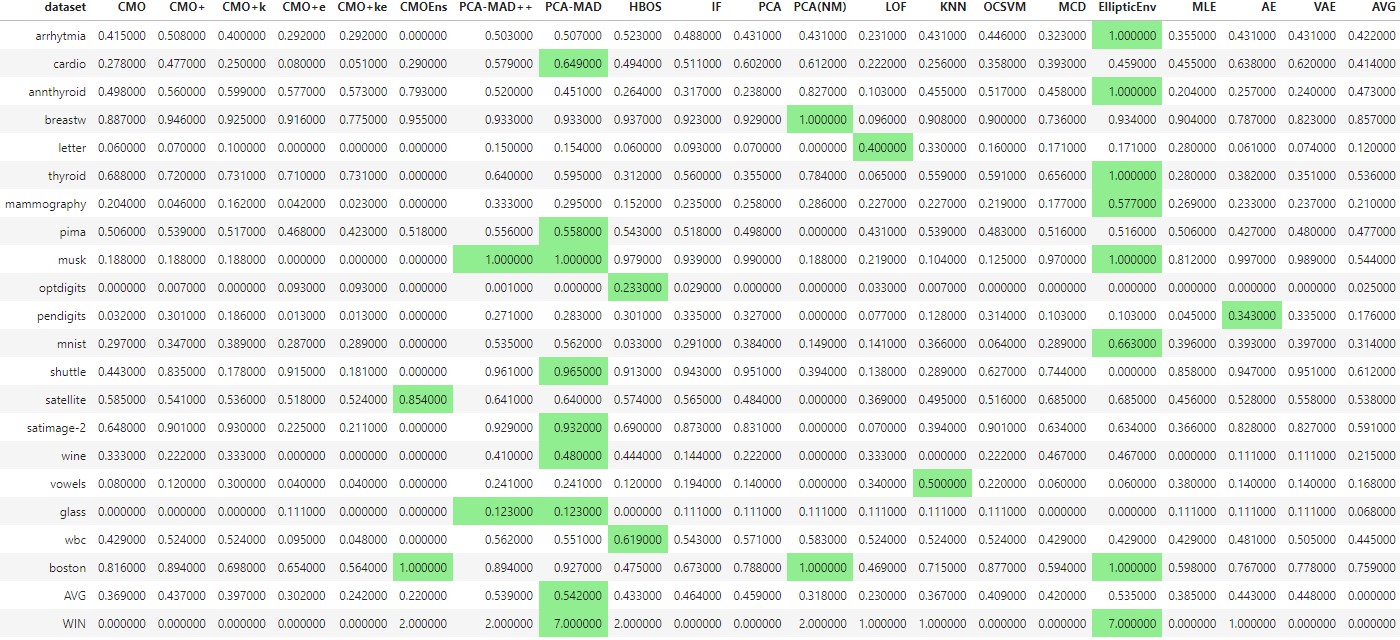 dataset CMO CMO+ CMO+k CMO+e CMO+ke CMOEns PCA-MAD++ PCA-MAD HBOS IF PCA PCA(NM) LOF KNN OCSVM MCD EllipticEnv MLE AE VAE AVG
arrhytmia 0.415000 0.508000 0.400000 0.292000 0.292000 0.000000 0.503000 0.507000 0.523000 0.488000 0.431000 0.431000 0.231000 0.431000 0.446000 0.323000 1.000000 0.355000 0.431000 0.431000 0.422000
cardio 0.278000 0.477000 0.250000 0.080000 0.051000 0.290000 0.579000 0.649000 0.494000 0.511000 0.602000 0.612000 0.222000 0.256000 0.358000 0.393000 0.459000 0.455000 0.638000 0.620000 0.414000
annthyroid 0.498000 0.560000 0.599000 0.577000 0.573000 0.793000 0.520000 0.451000 0.264000 0.317000 0.238000 0.827000 0.103000 0.455000 0.517000 0.458000 1.000000 0.204000 0.257000 0.240000 0.473000
breastw 0.887000 0.946000 0.925000 0.916000 0.775000 0.955000 0.933000 0.933000 0.937000 0.923000 0.929000 1.000000 0.096000 0.908000 0.900000 0.736000 0.934000 0.904000 0.787000 0.823000 0.857000
letter 0.060000 0.070000 0.100000 0.000000 0.000000 0.000000 0.150000 0.154000 0.060000 0.093000 0.070000 0.000000 0.400000 0.330000 0.160000 0.171000 0.171000 0.280000 0.061000 0.074000 0.120000
thyroid 0.688000 0.720000 0.731000 0.710000 0.731000 0.000000 0.640000 0.595000 0.312000 0.560000 0.355000 0.784000 0.065000 0.559000 0.591000 0.656000 1.000000 0.280000 0.382000 0.351000 0.536000
mammography 0.204000 0.046000 0.162000 0.042000 0.023000 0.000000 0.333000 0.295000 0.152000 0.235000 0.258000 0.286000 0.227000 0.227000 0.219000 0.177000 0.577000 0.269000 0.233000 0.237000 0.210000
pima 0.506000 0.539000 0.517000 0.468000 0.423000 0.518000 0.556000 0.558000 0.543000 0.518000 0.498000 0.000000 0.431000 0.539000 0.483000 0.516000 0.516000 0.506000 0.427000 0.480000 0.477000
musk 0.188000 0.188000 0.188000 0.000000 0.000000 0.000000 1.000000 1.000000 0.979000 0.939000 0.990000 0.188000 0.219000 0.104000 0.125000 0.970000 1.000000 0.812000 0.997000 0.989000 0.544000
optdigits 0.000000 0.007000 0.000000 0.093000 0.093000 0.000000 0.001000 0.000000 0.233000 0.029000 0.000000 0.000000 0.033000 0.007000 0.000000 0.000000 0.000000 0.000000 0.000000 0.000000 0.025000
pendigits 0.032000 0.301000 0.186000 0.013000 0.013000 0.000000 0.271000 0.283000 0.301000 0.335000 0.327000 0.000000 0.077000 0.128000 0.314000 0.103000 0.103000 0.045000 0.343000 0.335000 0.176000
mnist 0.297000 0.347000 0.389000 0.287000 0.289000 0.000000 0.535000 0.562000 0.033000 0.291000 0.384000 0.149000 0.141000 0.366000 0.064000 0.289000 0.663000 0.396000 0.393000 0.397000 0.314000
shuttle 0.443000 0.835000 0.178000 0.915000 0.181000 0.000000 0.961000 0.965000 0.913000 0.943000 0.951000 0.394000 0.138000 0.289000 0.627000 0.744000 0.000000 0.858000 0.947000 0.951000 0.612000
satellite 0.585000 0.541000 0.536000 0.518000 0.524000 0.854000 0.641000 0.640000 0.574000 0.565000 0.484000 0.000000 0.369000 0.495000 0.516000 0.685000 0.685000 0.456000 0.528000 0.558000 0.538000
satimage-2 0.648000 0.901000 0.930000 0.225000 0.211000 0.000000 0.929000 0.932000 0.690000 0.873000 0.831000 0.000000 0.070000 0.394000 0.901000 0.634000 0.634000 0.366000 0.828000 0.827000 0.591000
wine 0.333000 0.222000 0.333000 0.000000 0.000000 0.000000 0.410000 0.480000 0.444000 0.144000 0.222000 0.000000 0.333000 0.000000 0.222000 0.467000 0.467000 0.000000 0.111000 0.111000 0.215000
vowels 0.080000 0.120000 0.300000 0.040000 0.040000 0.000000 0.241000 0.241000 0.120000 0.194000 0.140000 0.000000 0.340000 0.500000 0.220000 0.060000 0.060000 0.380000 0.140000 0.140000 0.168000
glass 0.000000 0.000000 0.000000 0.111000 0.000000 0.000000 0.123000 0.123000 0.000000 0.111000 0.111000 0.111000 0.111000 0.111000 0.111000 0.000000 0.000000 0.111000 0.111000 0.111000 0.068000
wbc 0.429000 0.524000 0.524000 0.095000 0.048000 0.000000 0.562000 0.551000 0.619000 0.543000 0.571000 0.583000 0.524000 0.524000 0.524000 0.429000 0.429000 0.429000 0.481000 0.505000 0.445000
boston 0.816000 0.894000 0.698000 0.654000 0.564000 1.000000 0.894000 0.927000 0.475000 0.673000 0.788000 1.000000 0.469000 0.715000 0.877000 0.594000 1.000000 0.598000 0.767000 0.778000 0.759000
AVG 0.369000 0.437000 0.397000 0.302000 0.242000 0.220000 0.539000 0.542000 0.433000 0.464000 0.459000 0.318000 0.230000 0.367000 0.409000 0.420000 0.535000 0.385000 0.443000 0.448000 0.000000
WIN 0.000000 0.000000 0.000000 0.000000 0.000000 2.000000 2.000000 7.000000 2.000000 0.000000 0.000000 2.000000 1.000000 1.000000 0.000000 0.000000 7.000000 0.000000 1.000000 0.000000 0.000000